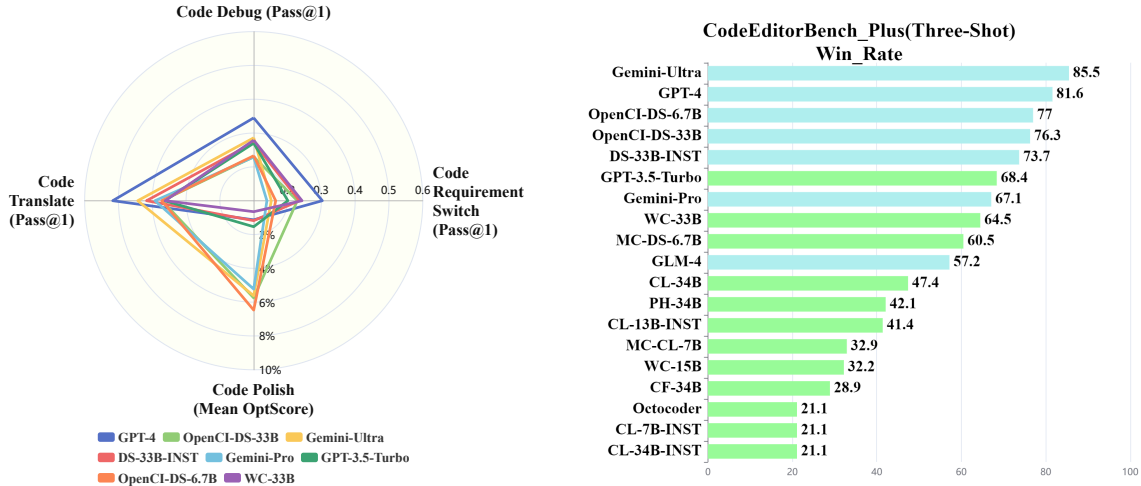 Code Debug (Pass@1)
Code
Translate
(Pass@1)
0.3
0.4
0.5
0.6
Code
Requirement
Switch
(Pass@1)
2%
4%
6%
8%
10%
Code Polish
(Mean OptScore)
GPT-4 OpenCI-DS-33B Gemini-Ultra
DS-33B-INST Gemini-Pro GPT-3.5-Turbo
OpenCI-DS-6.7B WC-33B
CodeEditorBench_Plus(Three-Shot)
Win_Rate
Gemini-Ultra 85.5
GPT-4 81.6
OpenCI-DS-6.7B 77
OpenCI-DS-33B 76.3
DS-33B-INST 73.7
GPT-3.5-Turbo 68.4
Gemini-Pro 67.1
WC-33B 64.5
MC-DS-6.7B 60.5
GLM-4 57.2
CL-34B 47.4
PH-34B 42.1
CL-13B-INST 41.4
MC-CL-7B 32.9
WC-15B 32.2
CF-34B 28.9
Octocoder 21.1
CL-7B-INST 21.1
CL-34B-INST 21.1
0 20 40 60 80 100